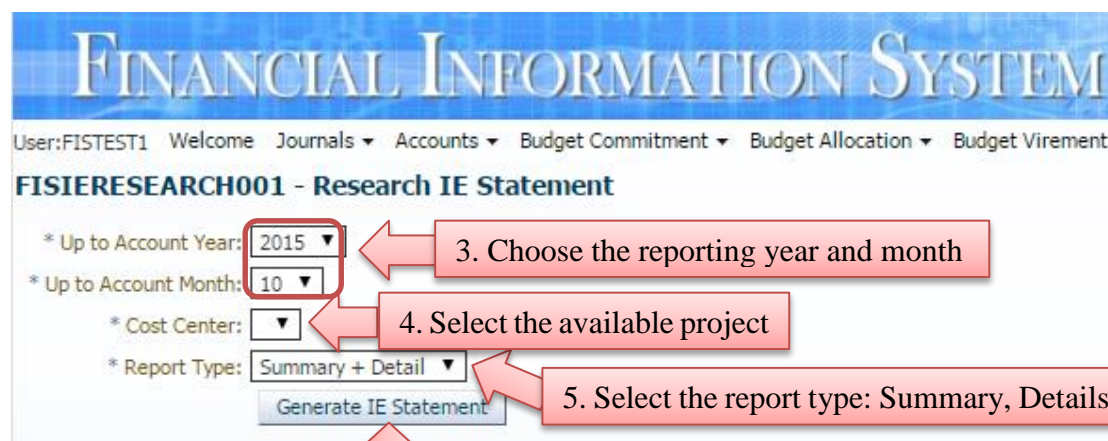 FINANCIAL INFORMATION SYSTEM
User:FISTEST1 Welcome Journals ▾ Accounts ▾ Budget Commitment ▾ Budget Allocation ▾ Budget Virement
FISIERESEARCH001 - Research IE Statement
* Up to Account Year: 2015 ▼
3. Choose the reporting year and month
* Up to Account Month: 10 ▼
* Cost Center: ▼
4. Select the available project
* Report Type: Summary + Detail ▼
5. Select the report type: Summary, Details
Generate IE Statement